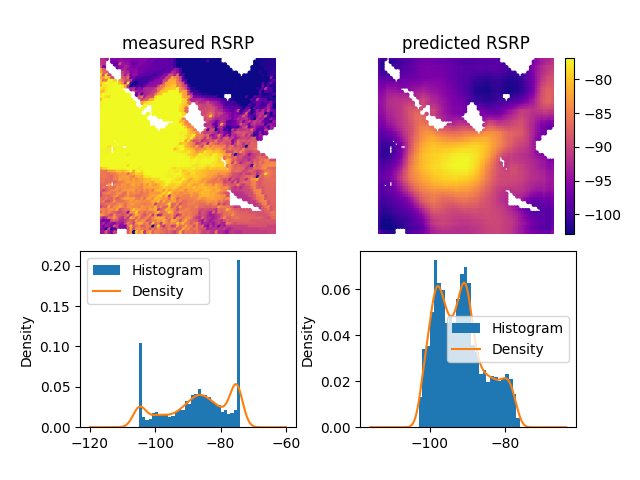 measured RSRP
predicted RSRP
−80
−85
−90
−95
−100
Density
0.20
0.15
0.10
0.05
0.00
Histogram
Density
−120
−100
−80
−60
Density
0.06
0.04
0.02
0.00
Histogram
Density
−100
−80